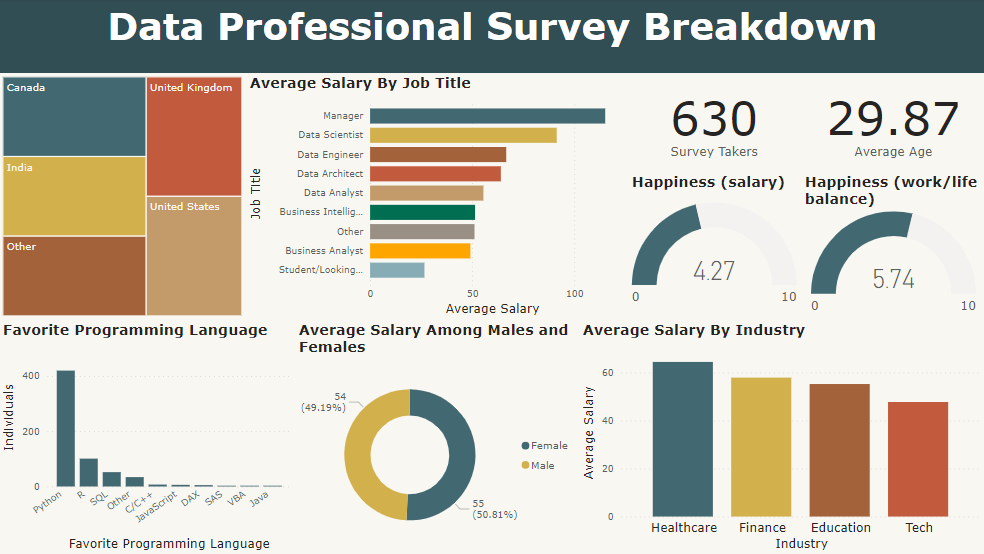 Data Professional Survey Breakdown
Canada
United Kingdom
India
United States
Other
Average Salary By Job Title
Job Title
Manager
Data Scientist
Data Engineer
Data Architect
Data Analyst
Business Intellig...
Other
Business Analyst
Student/Looking...
0
50
100
Average Salary
630
Survey Takers
29.87
Average Age
Happiness (salary)
4.27
0
10
Happiness (work/life
balance)
5.74
0
10
Favorite Programming Language
Individuals
400
200
0
Python
R
SQL
Other
C/C++
JavaScript
DAX
SAS
VBA
Java
Favorite Programming Language
Average Salary Among Males and
Females
54
(49.19%)
55
(50.81%)
Female
Male
Average Salary By Industry
Average Salary
60
40
20
0
Healthcare
Finance
Education
Tech
Industry